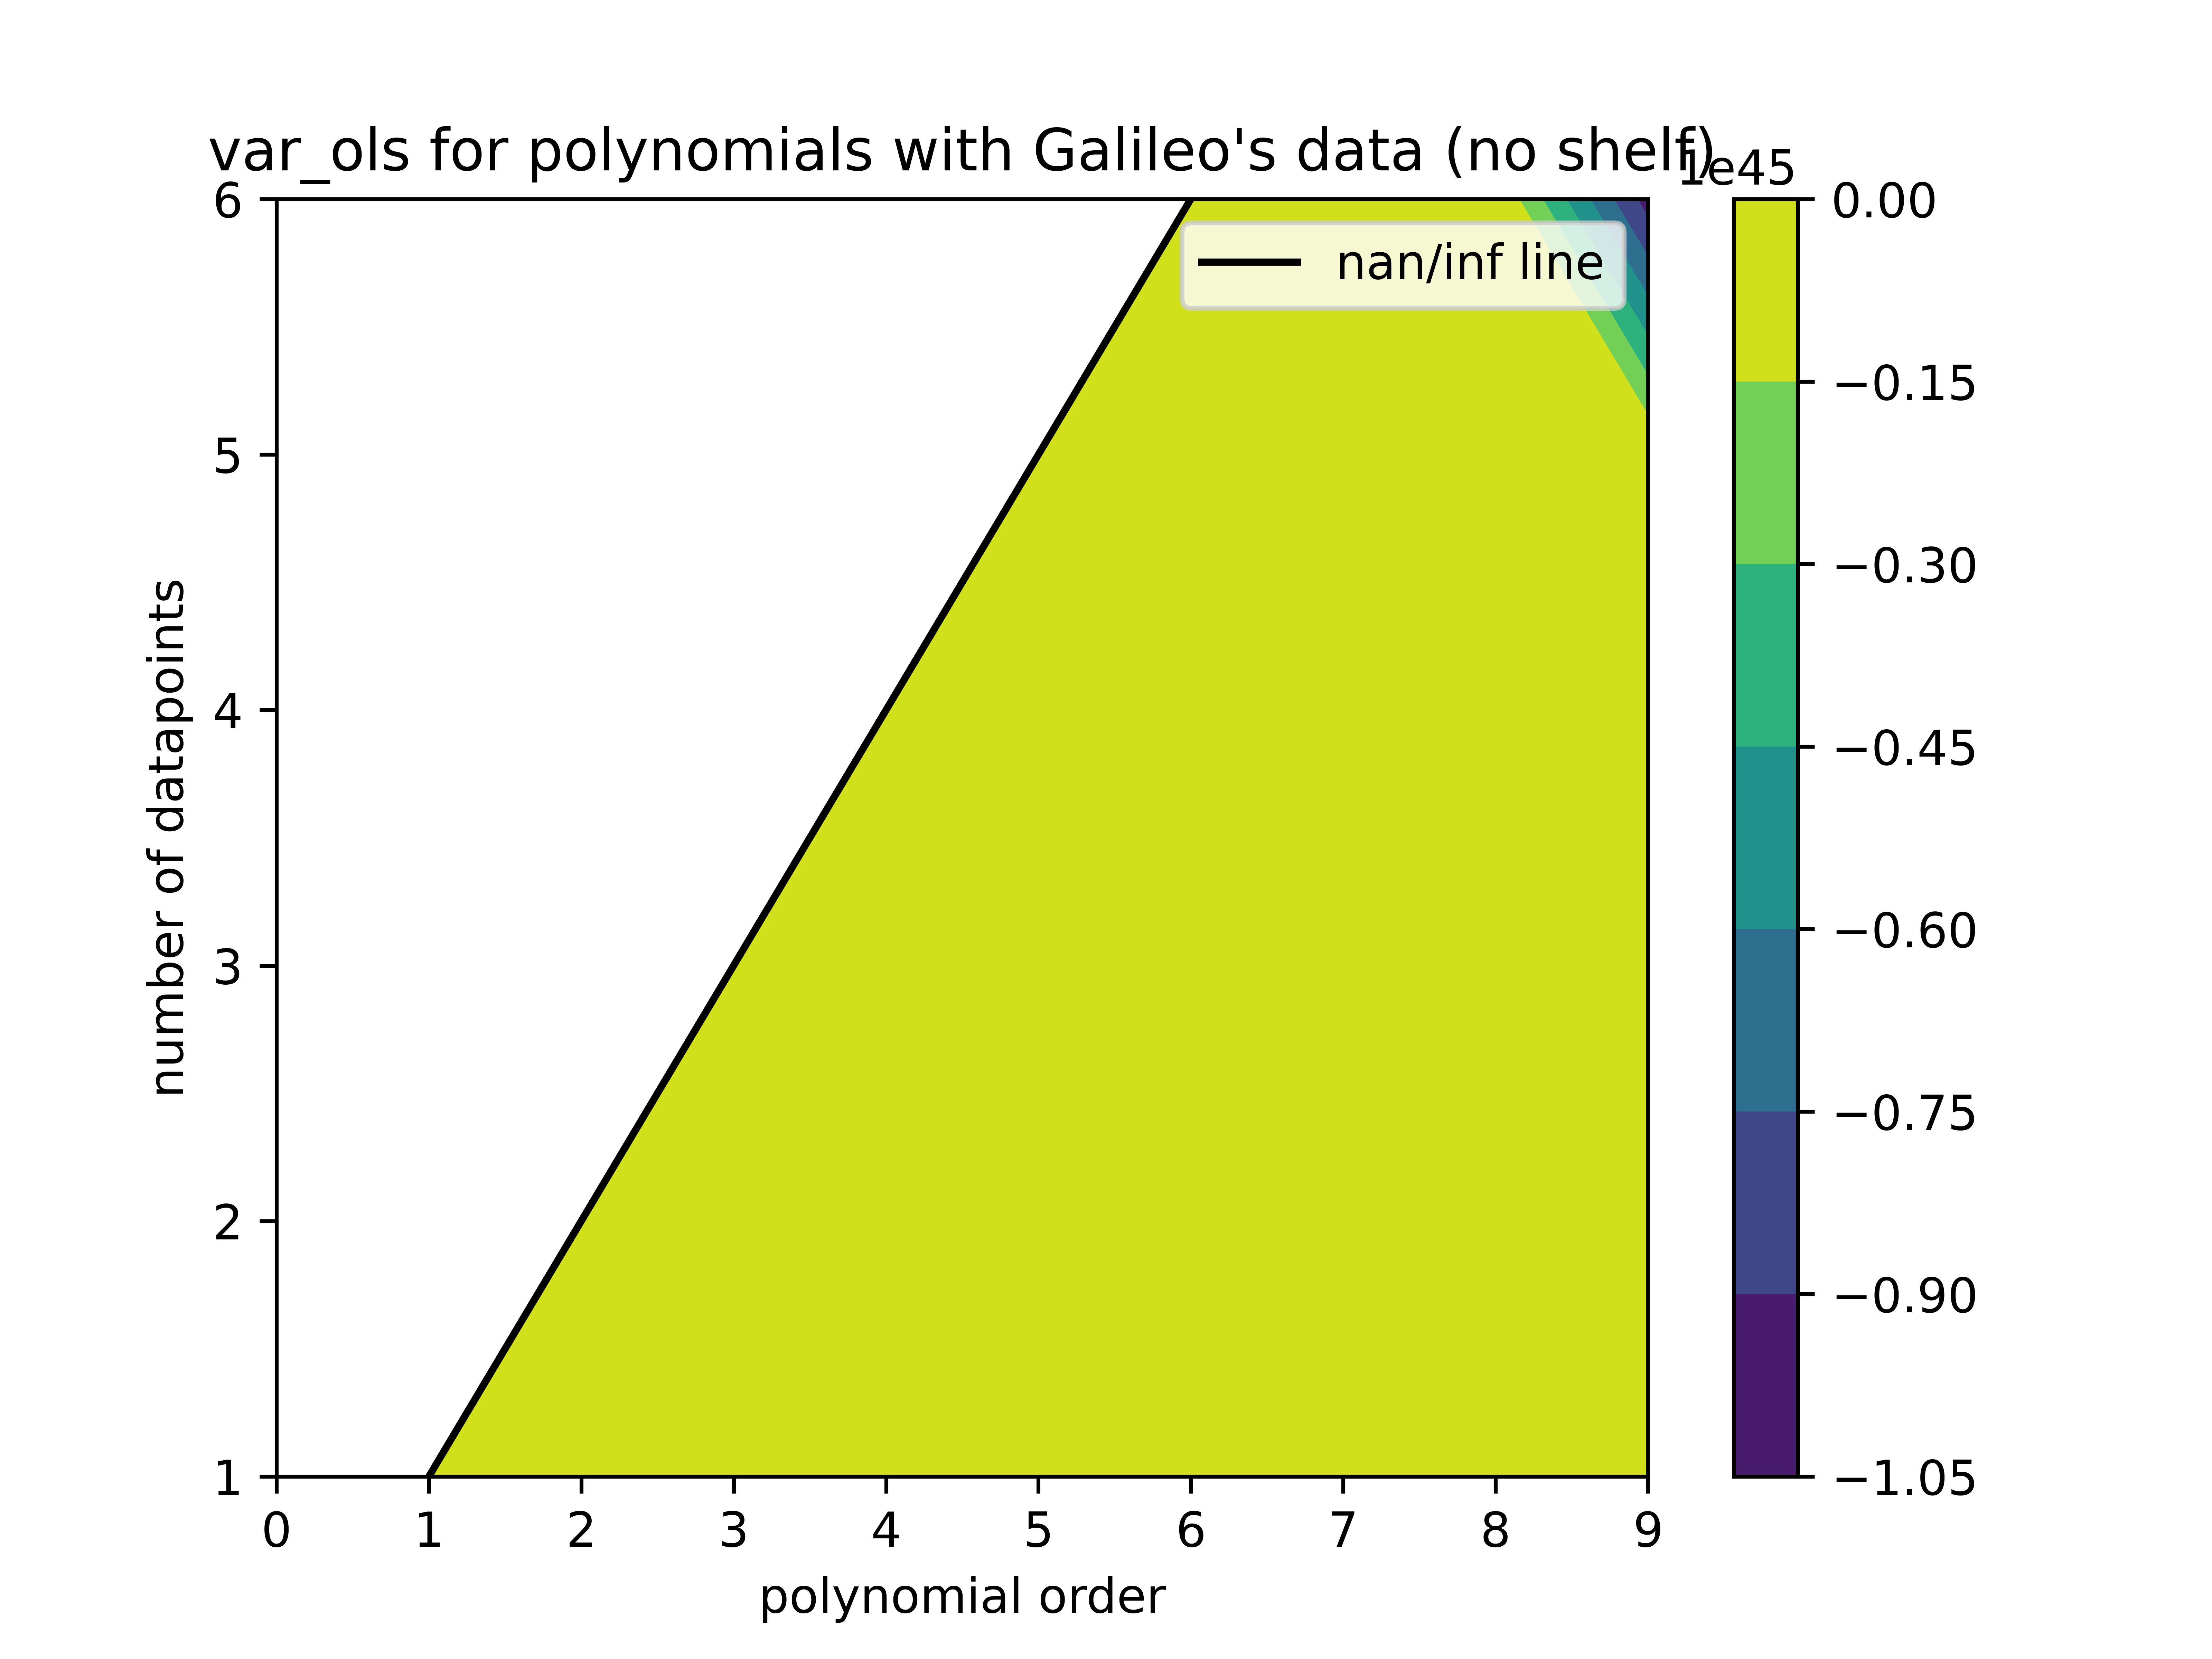 var_ols for polynomials with Galileo's data (no shelf)
1e45
nan/inf line
6
5
4
3
2
1
number of datapoints
0 1 2 3 4 5 6 7 8 9
polynomial order
0.00
−0.15
−0.30
−0.45
−0.60
−0.75
−0.90
−1.05